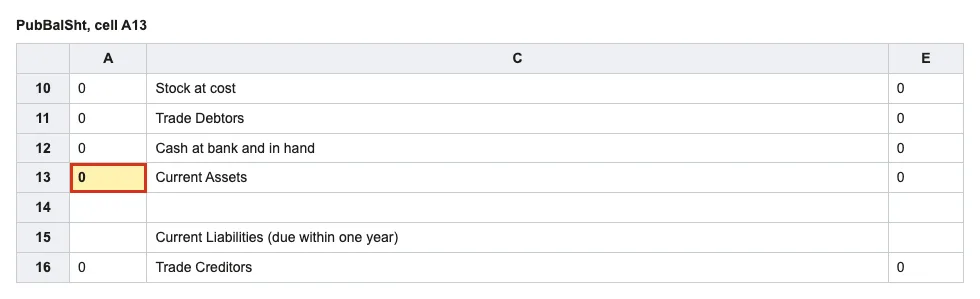 PubBalSht, cell A13
A C E
10 0 Stock at cost 0
11 0 Trade Debtors 0
12 0 Cash at bank and in hand 0
13 0 Current Assets 0
14
15 Current Liabilities (due within one year)
16 0 Trade Creditors 0